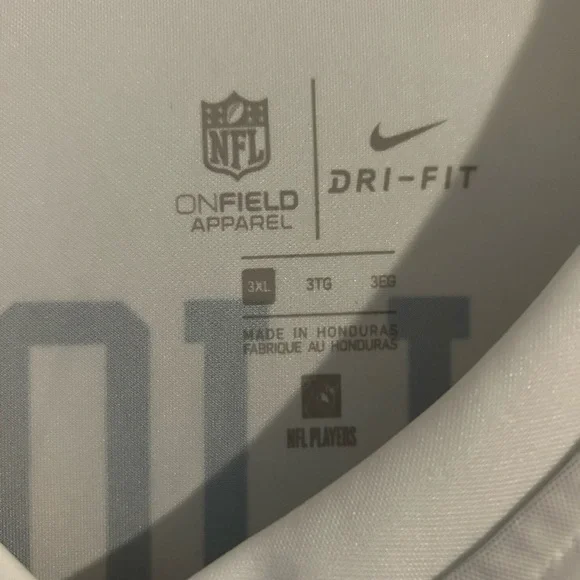 NFL
ONFIELD
APPAREL
DRI-FIT
3XL 3TG 3EG
MADE IN HONDURAS
FABRIQUE AU HONDURAS
NFL PLAYERS